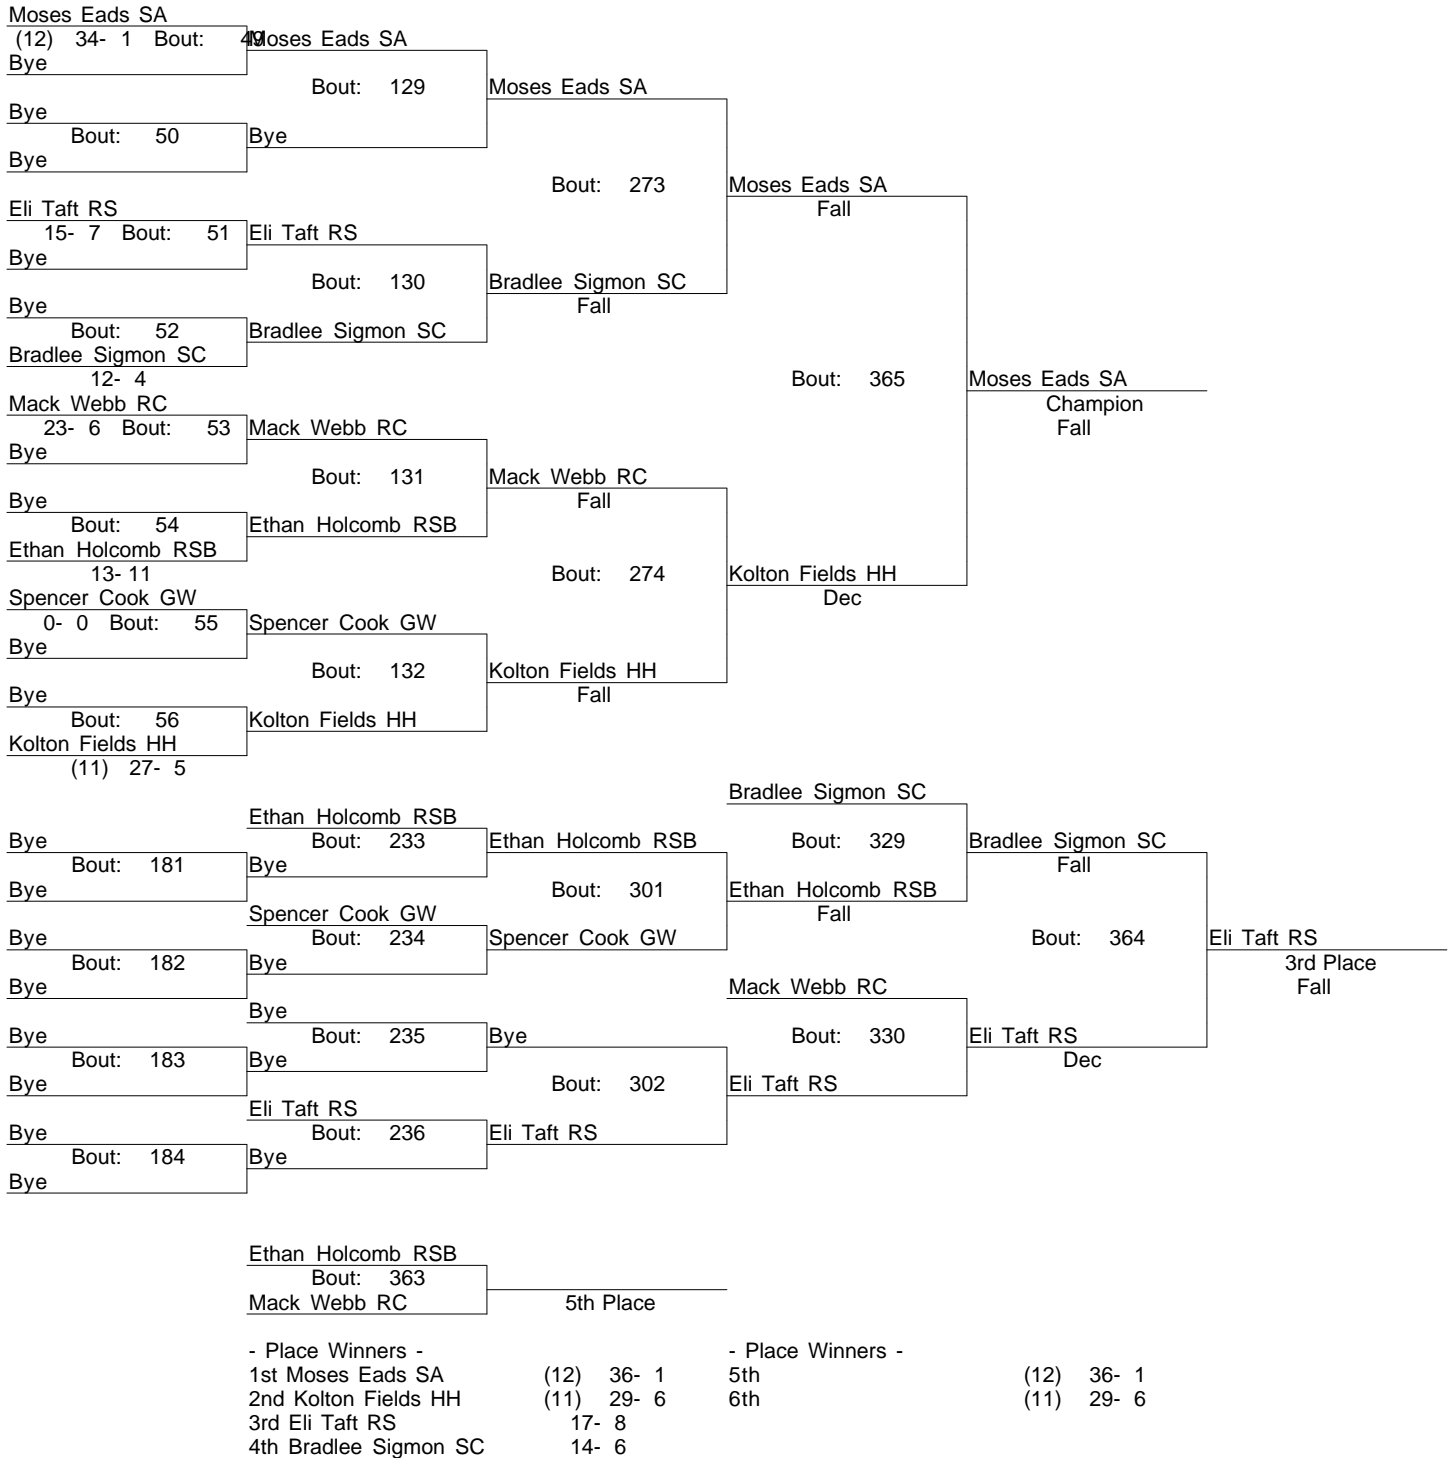 Moses Eads SA
(12) 34- 1 Bout: 49
Moses Eads SA
Bye
Bout: 129
Moses Eads SA
Bye
Bout: 50
Bye
Bye
Bout: 273
Moses Eads SA
Fall
Eli Taft RS
15- 7 Bout: 51
Eli Taft RS
Bye
Bout: 130
Bradlee Sigmon SC
Fall
Bye
Bout: 52
Bradlee Sigmon SC
Bradlee Sigmon SC
12- 4
Bout: 365
Moses Eads SA
Champion
Fall
Mack Webb RC
23- 6 Bout: 53
Mack Webb RC
Bye
Bout: 131
Mack Webb RC
Fall
Bye
Bout: 54
Ethan Holcomb RSB
Ethan Holcomb RSB
13- 11
Bout: 274
Kolton Fields HH
Dec
Spencer Cook GW
0- 0 Bout: 55
Spencer Cook GW
Bye
Bout: 132
Kolton Fields HH
Fall
Bye
Bout: 56
Kolton Fields HH
Kolton Fields HH
(11) 27- 5
Bradlee Sigmon SC
Ethan Holcomb RSB
Bye
Bout: 233
Ethan Holcomb RSB
Bout: 329
Bradlee Sigmon SC
Fall
Bout: 181
Bye
Bye
Bout: 301
Ethan Holcomb RSB
Fall
Spencer Cook GW
Bye
Bout: 234
Spencer Cook GW
Bout: 364
Eli Taft RS
3rd Place
Fall
Bout: 182
Bye
Bye
Mack Webb RC
Bye
Bye
Bout: 235
Bye
Bout: 330
Eli Taft RS
Dec
Bout: 183
Bye
Bye
Bout: 302
Eli Taft RS
Eli Taft RS
Bye
Bout: 236
Eli Taft RS
Bout: 184
Bye
Bye
Ethan Holcomb RSB
Bout: 363
Mack Webb RC
5th Place
- Place Winners -
1st Moses Eads SA (12) 36- 1
2nd Kolton Fields HH (11) 29- 6
3rd Eli Taft RS 17- 8
4th Bradlee Sigmon SC 14- 6
- Place Winners -
5th (12) 36- 1
6th (11) 29- 6